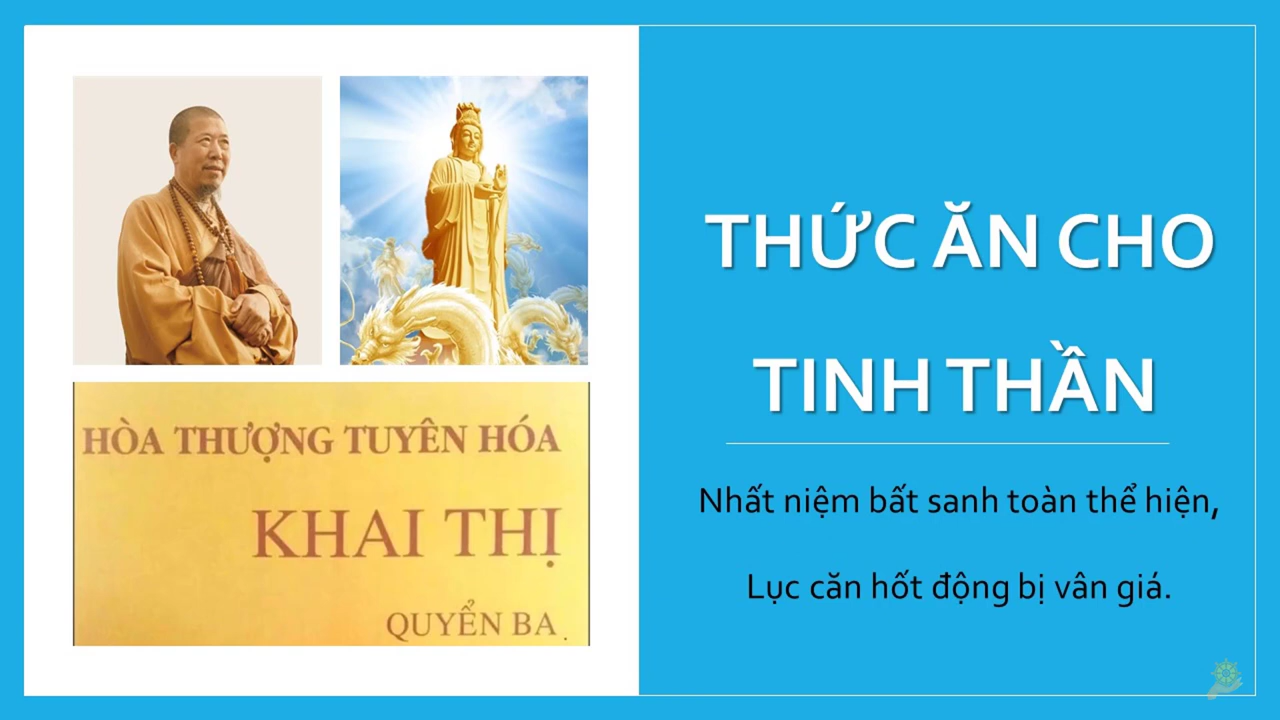 HÒA THƯỢNG TUYÊN HÓA
KHAI THỊ
QUYỂN BA
THỨC ĂN CHO
TINH THẦN
Nhất niệm bất sanh toàn thể hiện,
Lục căn hốt động bị vân giá.